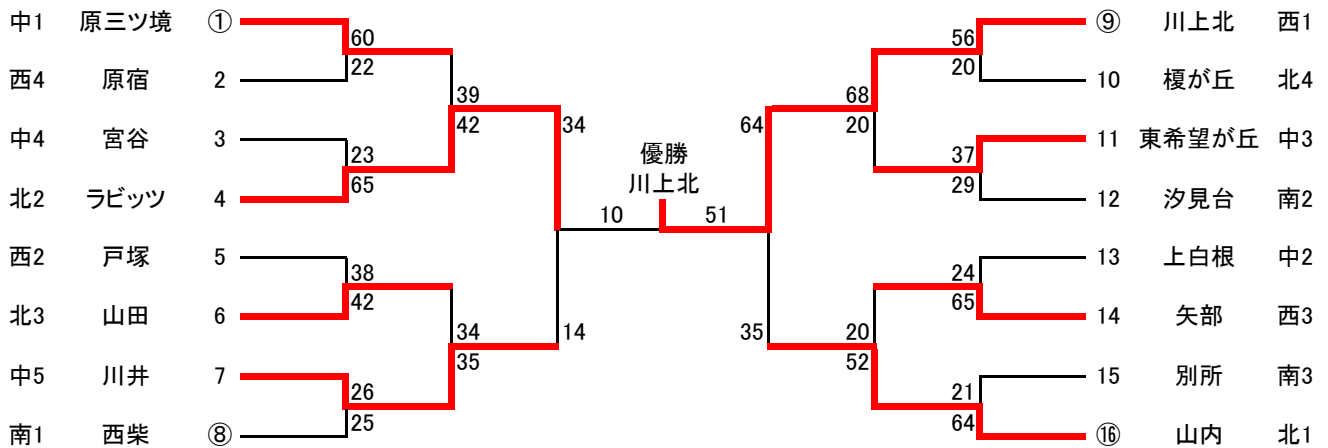 中1 原三ツ境 ①
60
22
西4 原宿 2
39
42
中4 宮谷 3
23
65
北2 ラビッツ 4
34
西2 戸塚 5
38
42
北3 山田 6
34
35
14
中5 川井 7
26
25
南1 西柴 ⑧
優勝
川上北
10 51
⑨ 川上北 西1
56
20
10 榎が丘 北4
68
20
64
11 東希望が丘 中3
37
29
12 汐見台 南2
13 上白根 中2
24
65
14 矢部 西3
35
20
52
15 別所 南3
21
64
⑯ 山内 北1